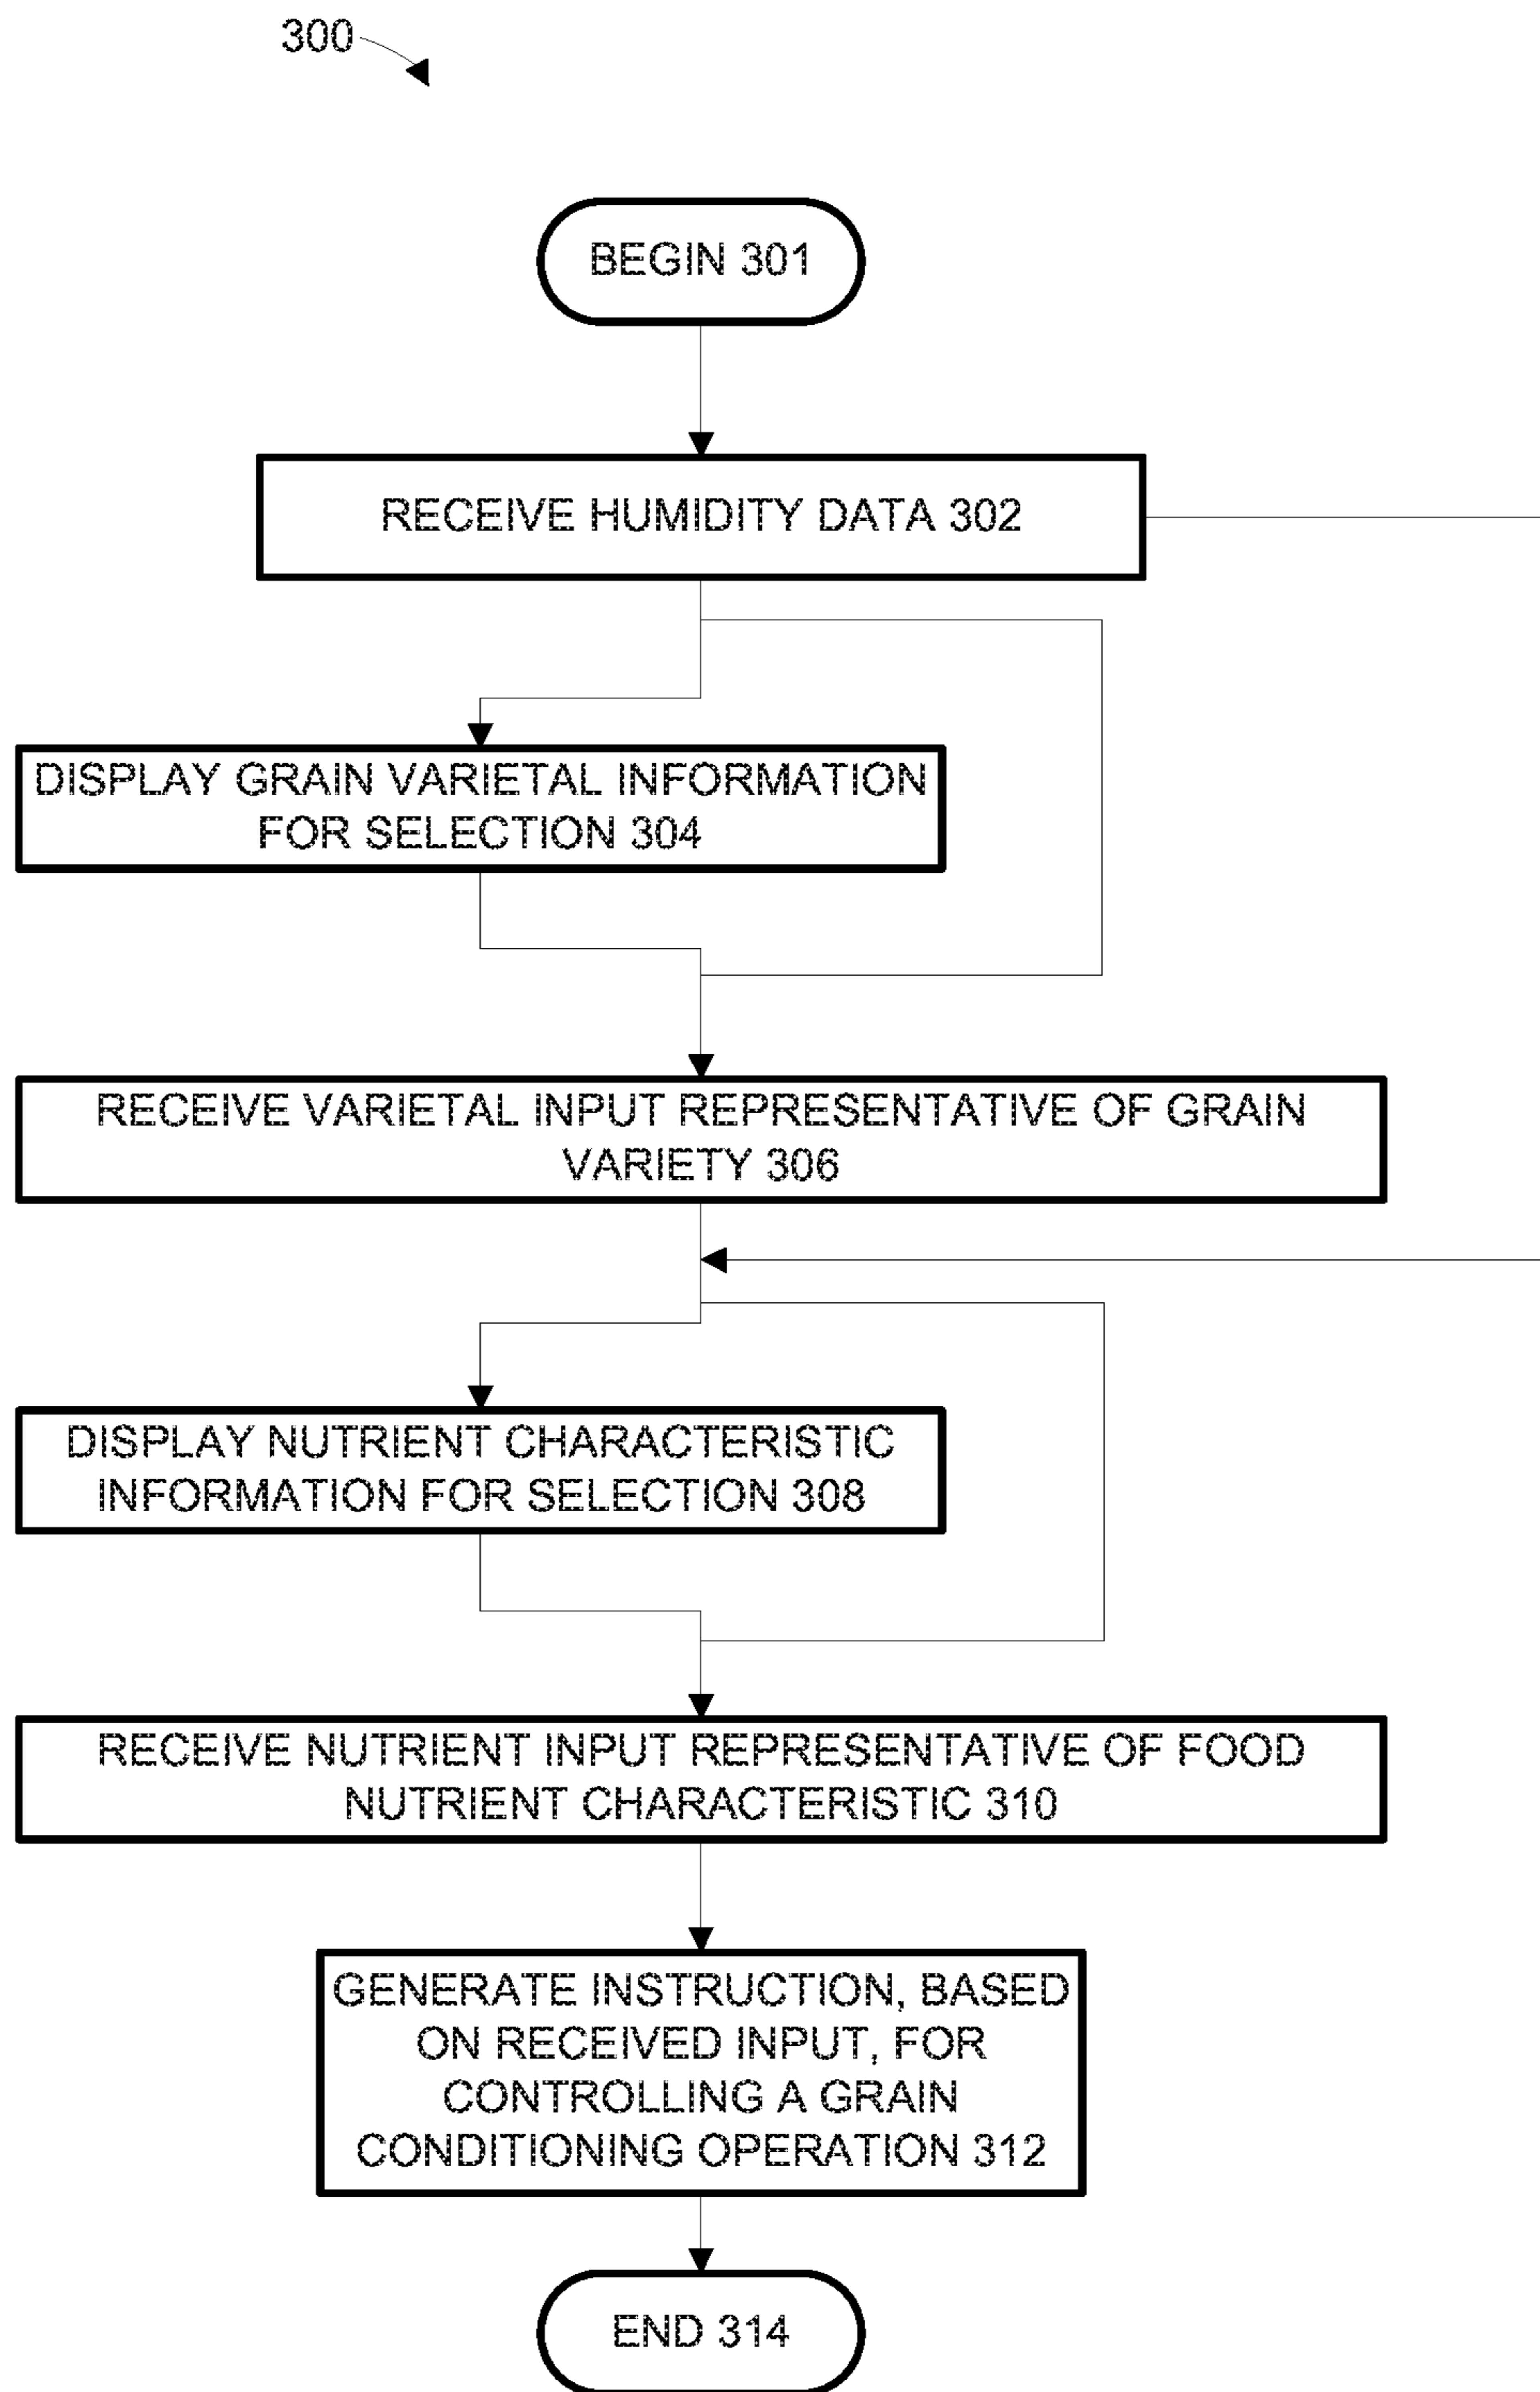 300
BEGIN 301
RECEIVE HUMIDITY DATA 302
DISPLAY GRAIN VARIETAL INFORMATION
FOR SELECTION 304
RECEIVE VARIETAL INPUT REPRESENTATIVE OF GRAIN
VARIETY 306
DISPLAY NUTRIENT CHARACTERISTIC
INFORMATION FOR SELECTION 308
RECEIVE NUTRIENT INPUT REPRESENTATIVE OF FOOD
NUTRIENT CHARACTERISTIC 310
GENERATE INSTRUCTION, BASED
ON RECEIVED INPUT, FOR
CONTROLLING A GRAIN
CONDITIONING OPERATION 312
END 314